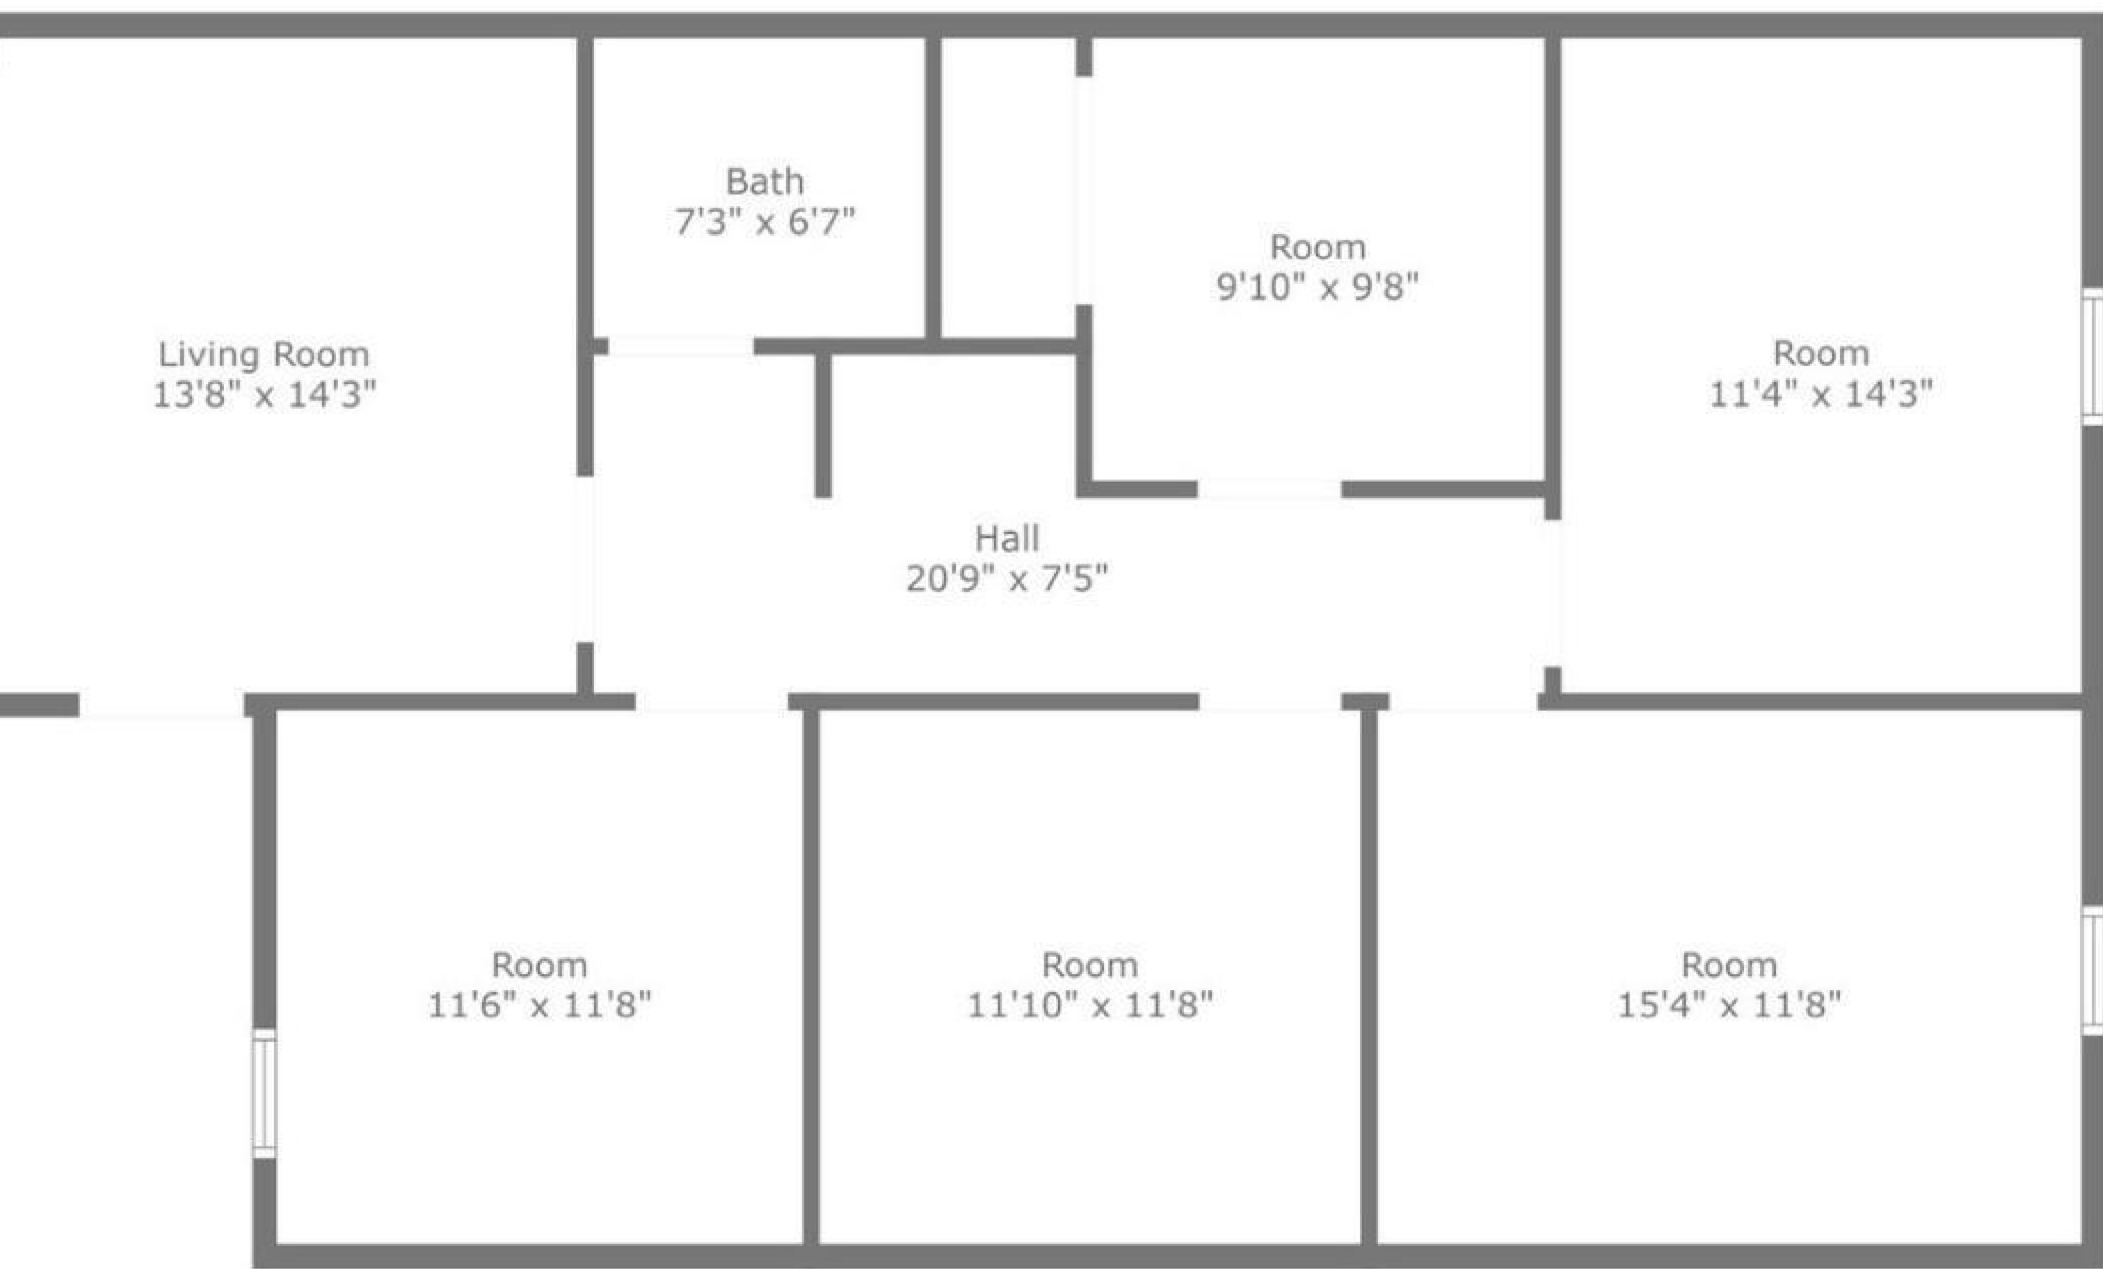 Bath
7'3" x 6'7"
Room
9'10" x 9'8"
Living Room
13'8" x 14'3"
Room
11'4" x 14'3"
Hall
20'9" x 7'5"
Room
11'6" x 11'8"
Room
11'10" x 11'8"
Room
15'4" x 11'8"